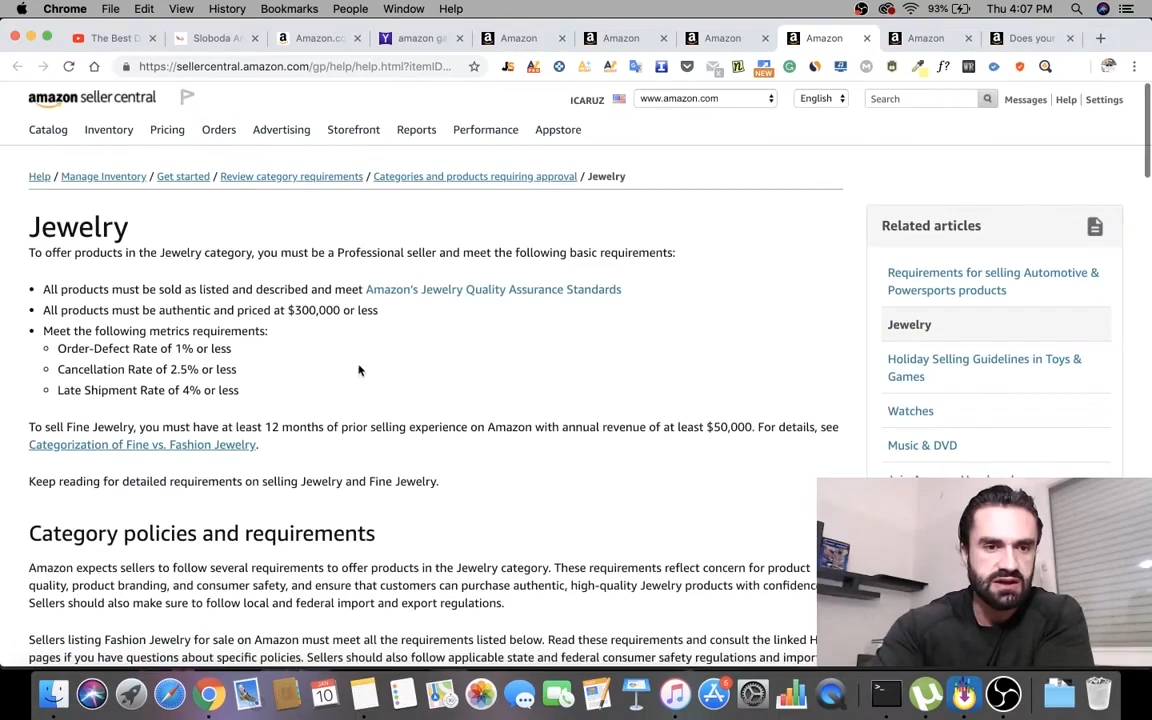 Chrome File Edit View History Bookmarks People Window Help 93% Thu 4:07 PM
The Best D Sloboda An Amazon.co amazon ga Amazon Amazon Amazon Amazon Amazon Does your
https://sellercentral.amazon.com/gp/help/help.html?itemID...
NEW
amazon seller central ICARUZ www.amazon.com English Search Messages | Help | Settings
Catalog Inventory Pricing Orders Advertising Storefront Reports Performance Appstore
Help / Manage Inventory / Get started / Review category requirements / Categories and products requiring approval / Jewelry
Jewelry
To offer products in the Jewelry category, you must be a Professional seller and meet the following basic requirements:
• All products must be sold as listed and described and meet Amazon's Jewelry Quality Assurance Standards
• All products must be authentic and priced at $300,000 or less
• Meet the following metrics requirements:
Order-Defect Rate of 1% or less
Cancellation Rate of 2.5% or less
Late Shipment Rate of 4% or less
To sell Fine Jewelry, you must have at least 12 months of prior selling experience on Amazon with annual revenue of at least $50,000. For details, see
Categorization of Fine vs. Fashion Jewelry.
Keep reading for detailed requirements on selling Jewelry and Fine Jewelry.
Category policies and requirements
Amazon expects sellers to follow several requirements to offer products in the Jewelry category. These requirements reflect concern for product
quality, product branding, and consumer safety, and ensure that customers can purchase authentic, high-quality Jewelry products with confidenc
Sellers should also make sure to follow local and federal import and export regulations.
Sellers listing Fashion Jewelry for sale on Amazon must meet all the requirements listed below. Read these requirements and consult the linked H
pages if you have questions about specific policies. Sellers should also follow applicable state and federal consumer safety regulations and impor
Related articles
Requirements for selling Automotive &
Powersports products
Jewelry
Holiday Selling Guidelines in Toys &
Games
Watches
Music & DVD
JAN
10
5